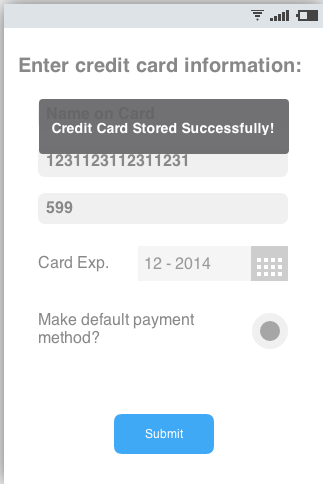 Enter credit card information:
Name on Card
Credit Card Stored Successfully!
1231123112311231
599
Card Exp.
12 - 2014
Make default payment
method?
Submit